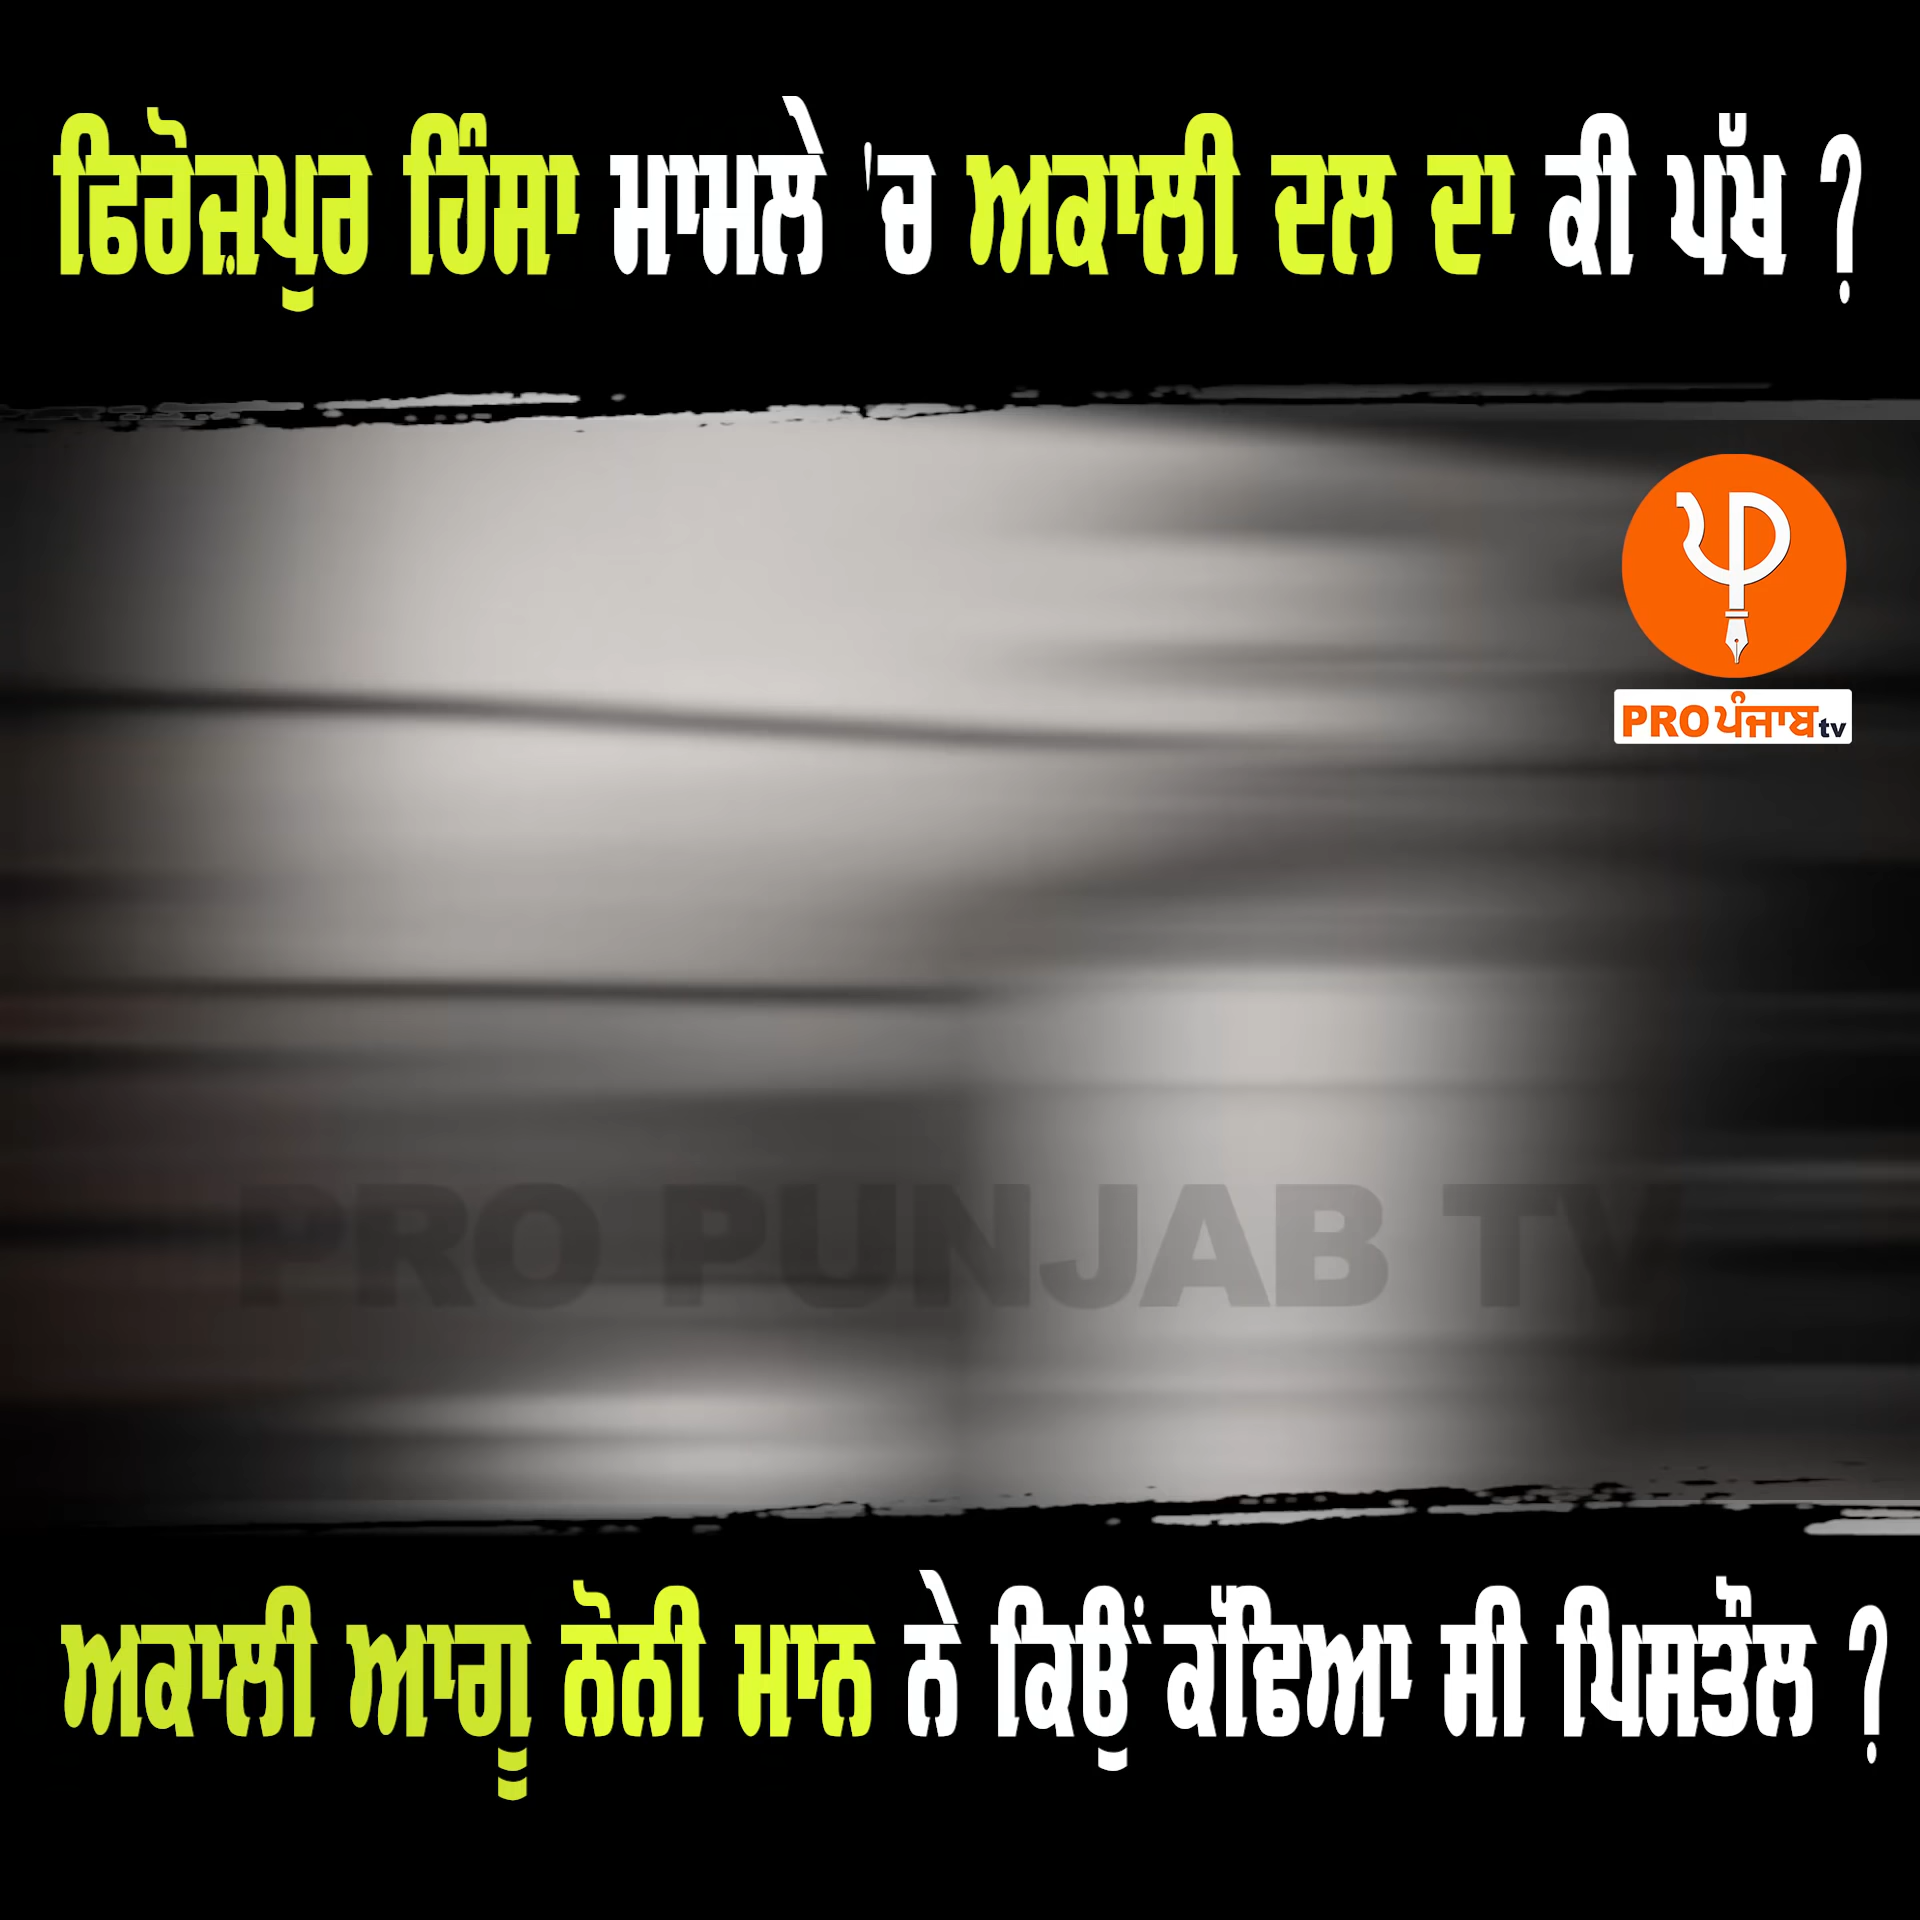 ਫਿਰੋਜ਼ਪੁਰ ਹਿੰਸਾ ਮਾਮਲੇ 'ਚ ਅਕਾਲੀ ਦਲ ਦਾ ਕੀ ਪੱਖ ?
PRO ਪੰਜਾਬ tv
PRO PUNJAB TV
ਅਕਾਲੀ ਆਗੂ ਨੋਨੀ ਮਾਨ ਨੇ ਕਿਉਂ ਕੱਢਿਆ ਸੀ ਪਿਸਤੌਲ ?